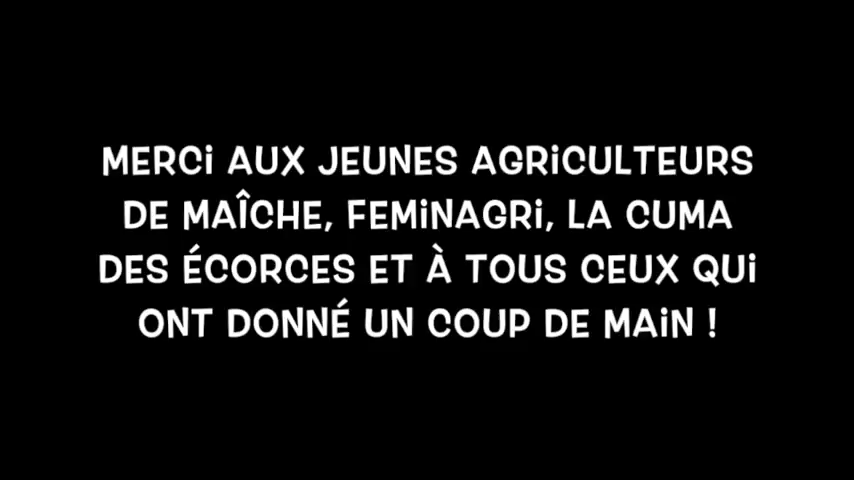 MERCi AUX JEUNES AGRiCULTEURS
DE MAÎCHE, FEMiNAGRi, LA CUMA
DES ÉCORCES ET À TOUS CEUX QUi
ONT DONNÉ UN COUP DE MAiN !